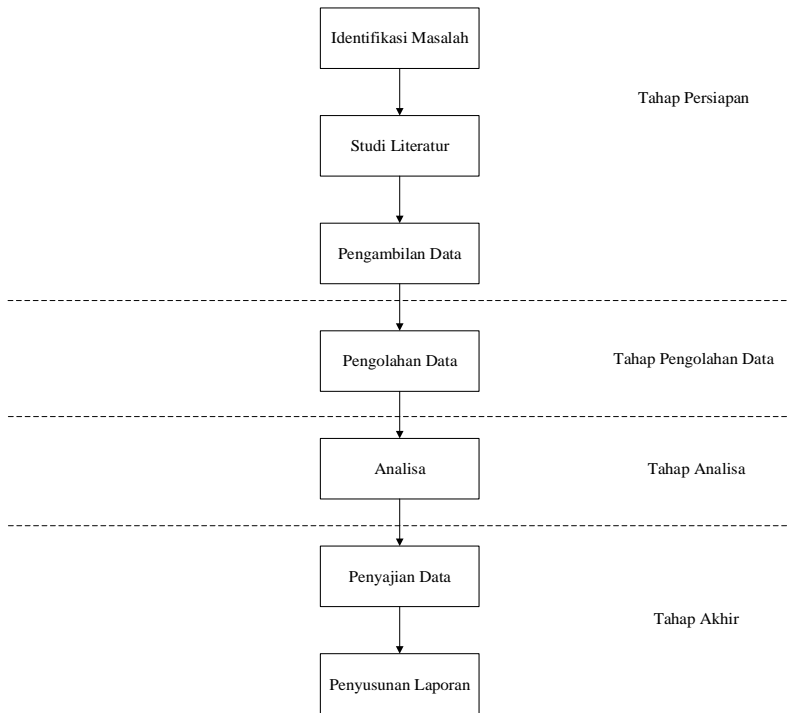 Identifikasi Masalah
Tahap Persiapan
Studi Literatur
Pengambilan Data
Pengolahan Data
Tahap Pengolahan Data
Analisa
Tahap Analisa
Penyajian Data
Tahap Akhir
Penyusunan Laporan